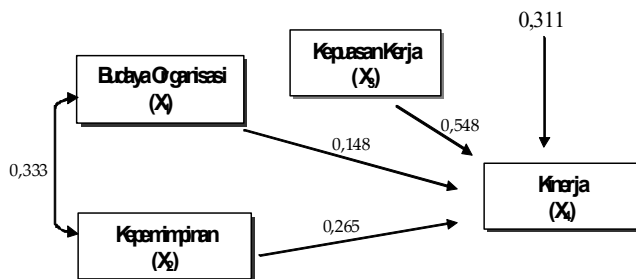 0,311
Kepuasan Kerja
(X3)
Budaya Organisasi
(X1)
0,548
0,148
0,333
Kinerja
(X4)
0,265
Kepemimpinan
(X2)